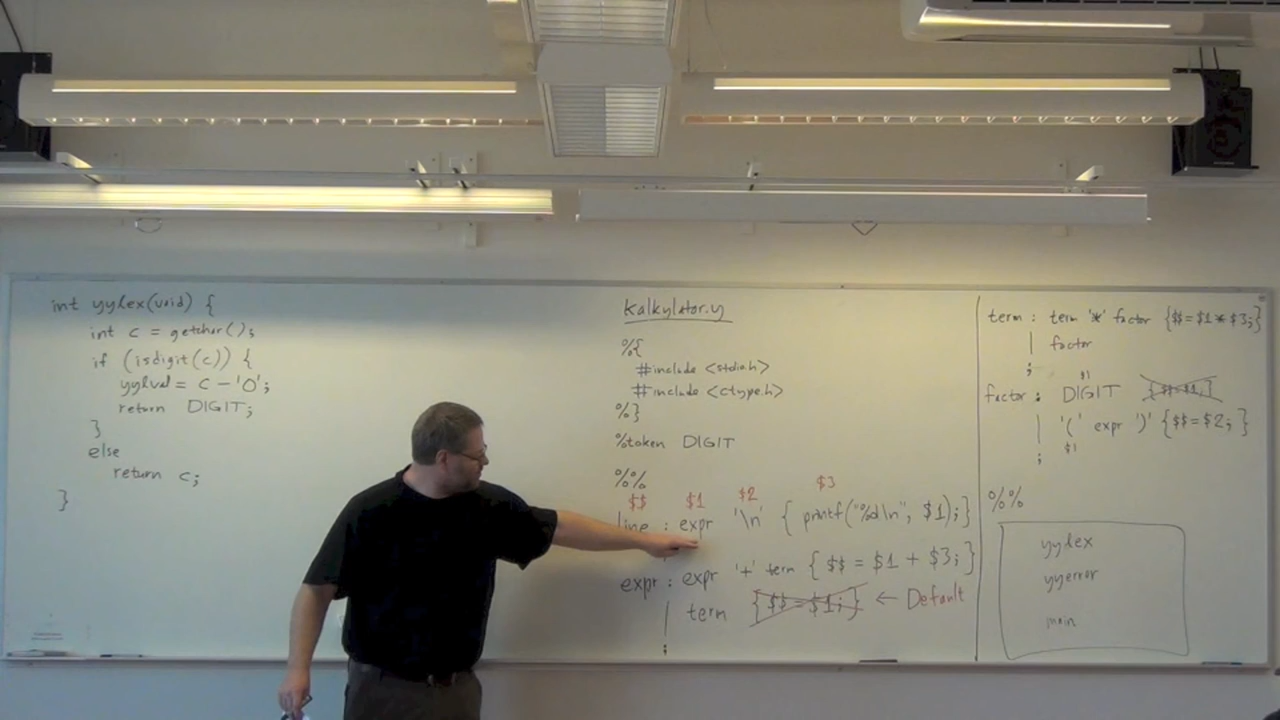 int yylex(void) {
int c = getchar();
if (isdigit(c)) {
yylval = c - '0';
return DIGIT;
}
else
return c;
}
Kalkylator.y
%{
#include <stdio.h>
#include <ctype.h>
%}
%token DIGIT
%%
$$ $1 $2 $3
line : expr '\n' { printf("%d\n", $1); }
;
expr : expr '+' term { $$ = $1 + $3; }
| term { $$ = $1; } ← Default
;
term : term '*' factor {$$ = $1 * $3;}
| factor
;
$1
factor : DIGIT { $$ = $1; }
| '(' expr ')' {$$ = $2; }
; $1
%%
yylex
yyerror
main